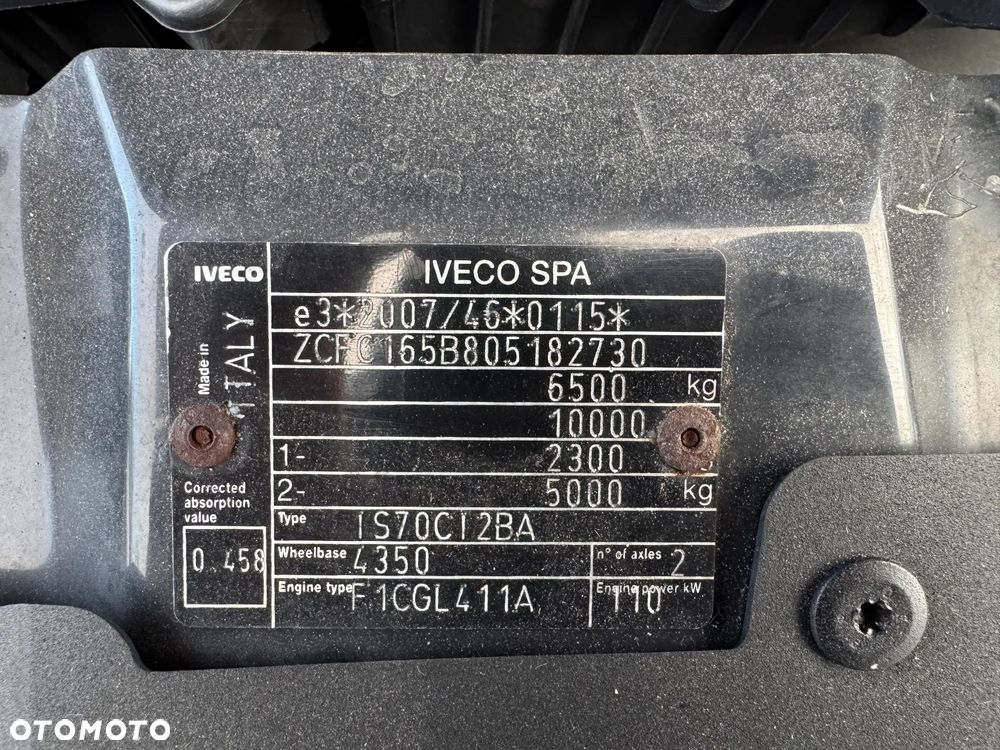 IVECO
IVECO SPA
Made in
ITALY
e3*2007/46*0115*
ZCFC165B805182730
6500 kg
10000
1- 2300
2- 5000 kg
Corrected
absorption
value
0.458
Type IS70CI2BA
Wheelbase 4350
n° of axles 2
Engine type F1CGL411A
Engine power kW 110
OTOMOTO